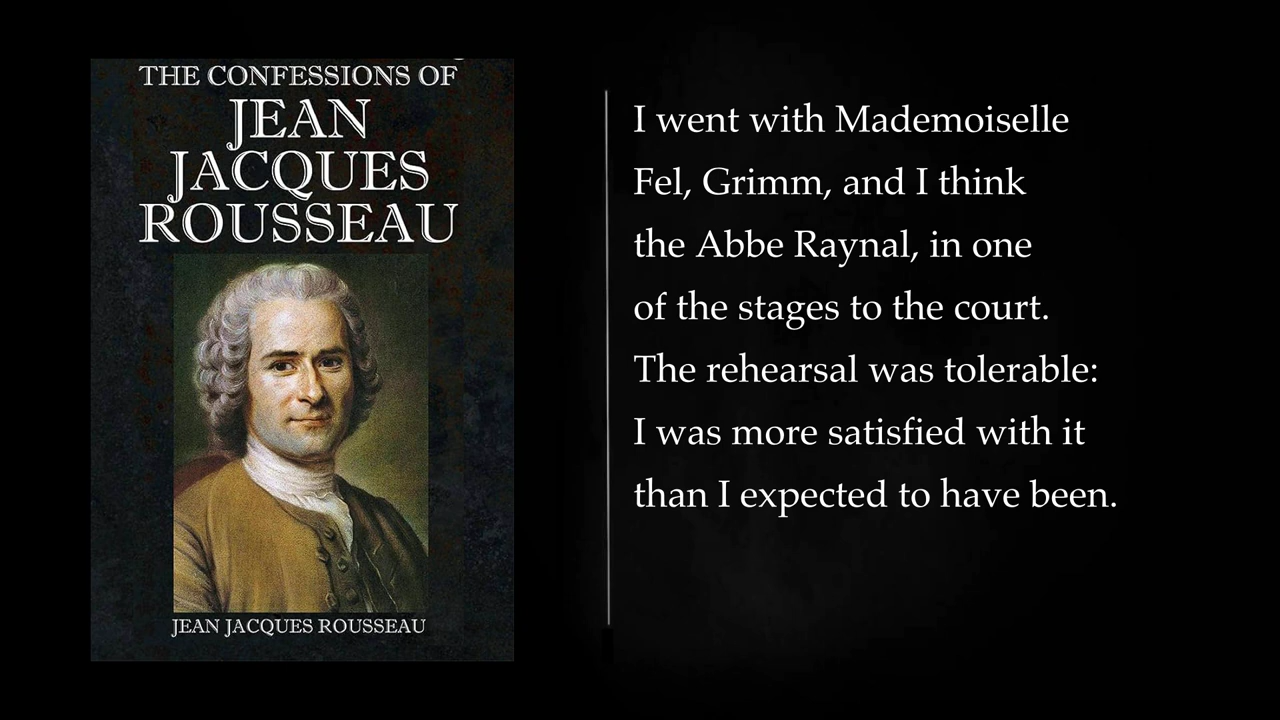 THE CONFESSIONS OF
JEAN
JACQUES
ROUSSEAU
JEAN JACQUES ROUSSEAU
I went with Mademoiselle
Fel, Grimm, and I think
the Abbe Raynal, in one
of the stages to the court.
The rehearsal was tolerable:
I was more satisfied with it
than I expected to have been.